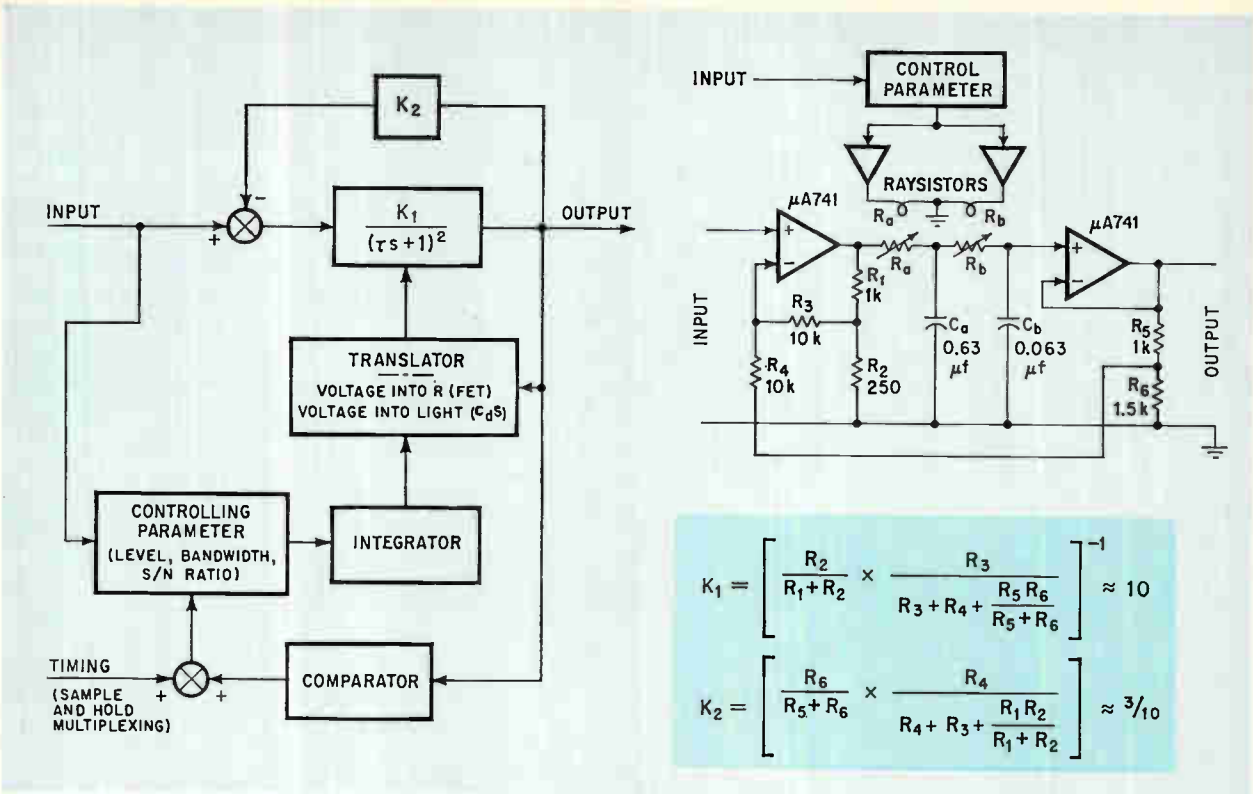 K2
INPUT
−
+
K1
(τs+1)2
OUTPUT
TRANSLATOR
VOLTAGE INTO R (FET)
VOLTAGE INTO LIGHT (CdS)
CONTROLLING
PARAMETER
(LEVEL, BANDWIDTH,
S/N RATIO)
INTEGRATOR
TIMING
(SAMPLE
AND HOLD
MULTIPLEXING)
+
+
COMPARATOR
INPUT
CONTROL
PARAMETER
RAYSISTORS
Ra
Rb
μA741
+
−
Ra
Rb
μA741
+
−
R1
1k
R3
10 k
R4
10k
R2
250
Ca
0.63
μf
Cb
0.063
μf
R5
1k
R6
1.5k
INPUT
OUTPUT
K1 = [ R2 / (R1+R2) × R3 / (R3+R4+ R5R6 / (R5+R6)) ]−1 ≈ 10
K2 = [ R6 / (R5+R6) × R4 / (R4+R3+ R1R2 / (R1+R2)) ] ≈ 3/10